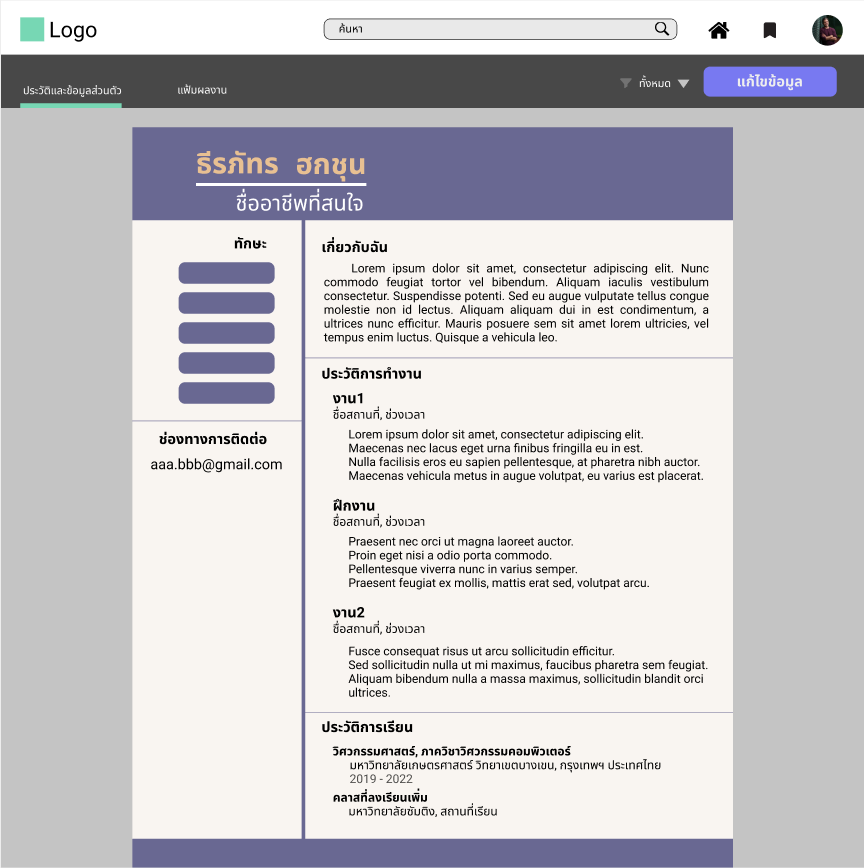 Logo
ค้นหา
ประวัติและข้อมูลส่วนตัว
แฟ้มผลงาน
ทั้งหมด
แก้ไขข้อมูล
ธีรภัทร ฮกชุน
ชื่ออาชีพที่สนใจ
ทักษะ
ช่องทางการติดต่อ
aaa.bbb@gmail.com
เกี่ยวกับฉัน
Lorem ipsum dolor sit amet, consectetur adipiscing elit. Nunc
commodo feugiat tortor vel bibendum. Aliquam iaculis vestibulum
consectetur. Suspendisse potenti. Sed eu augue vulputate tellus congue
molestie non id lectus. Aliquam aliquam dui in est condimentum, a
ultrices nunc efficitur. Mauris posuere sem sit amet lorem ultricies, vel
tempus enim luctus. Quisque a vehicula leo.
ประวัติการทำงาน
งาน1
ชื่อสถานที่, ช่วงเวลา
Lorem ipsum dolor sit amet, consectetur adipiscing elit.
Maecenas nec lacus eget urna finibus fringilla eu in est.
Nulla facilisis eros eu sapien pellentesque, at pharetra nibh auctor.
Maecenas vehicula metus in augue volutpat, eu varius est placerat.
ฝึกงาน
ชื่อสถานที่, ช่วงเวลา
Praesent nec orci ut magna laoreet auctor.
Proin eget nisi a odio porta commodo.
Pellentesque viverra nunc in varius semper.
Praesent feugiat ex mollis, mattis erat sed, volutpat arcu.
งาน2
ชื่อสถานที่, ช่วงเวลา
Fusce consequat risus ut arcu sollicitudin efficitur.
Sed sollicitudin nulla ut mi maximus, faucibus pharetra sem feugiat.
Aliquam bibendum nulla a massa maximus, sollicitudin blandit orci
ultrices.
ประวัติการเรียน
วิศวกรรมศาสตร์, ภาควิชาวิศวกรรมคอมพิวเตอร์
มหาวิทยาลัยเกษตรศาสตร์ วิทยาเขตบางเขน, กรุงเทพฯ ประเทศไทย
2019 - 2022
คลาสที่ลงเรียนเพิ่ม
มหาวิทยาลัยซัมติง, สถานที่เรียน